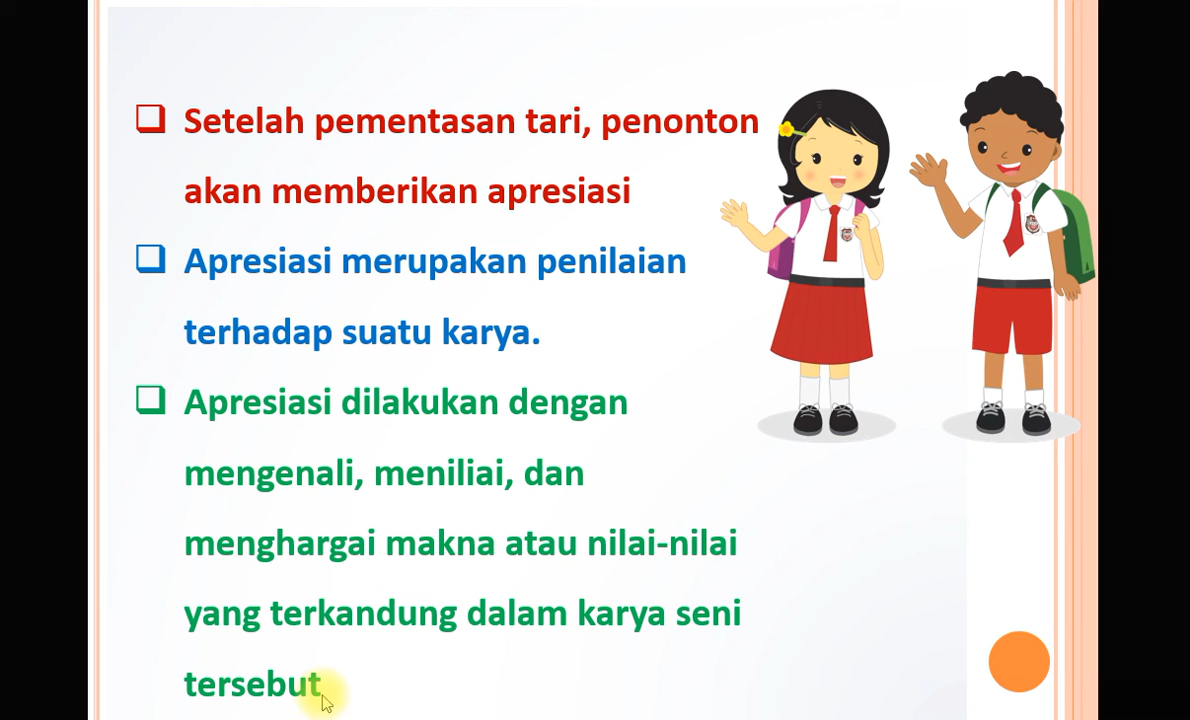 Setelah pementasan tari, penonton
akan memberikan apresiasi
Apresiasi merupakan penilaian
terhadap suatu karya.
Apresiasi dilakukan dengan
mengenali, meniliai, dan
menghargai makna atau nilai-nilai
yang terkandung dalam karya seni
tersebut